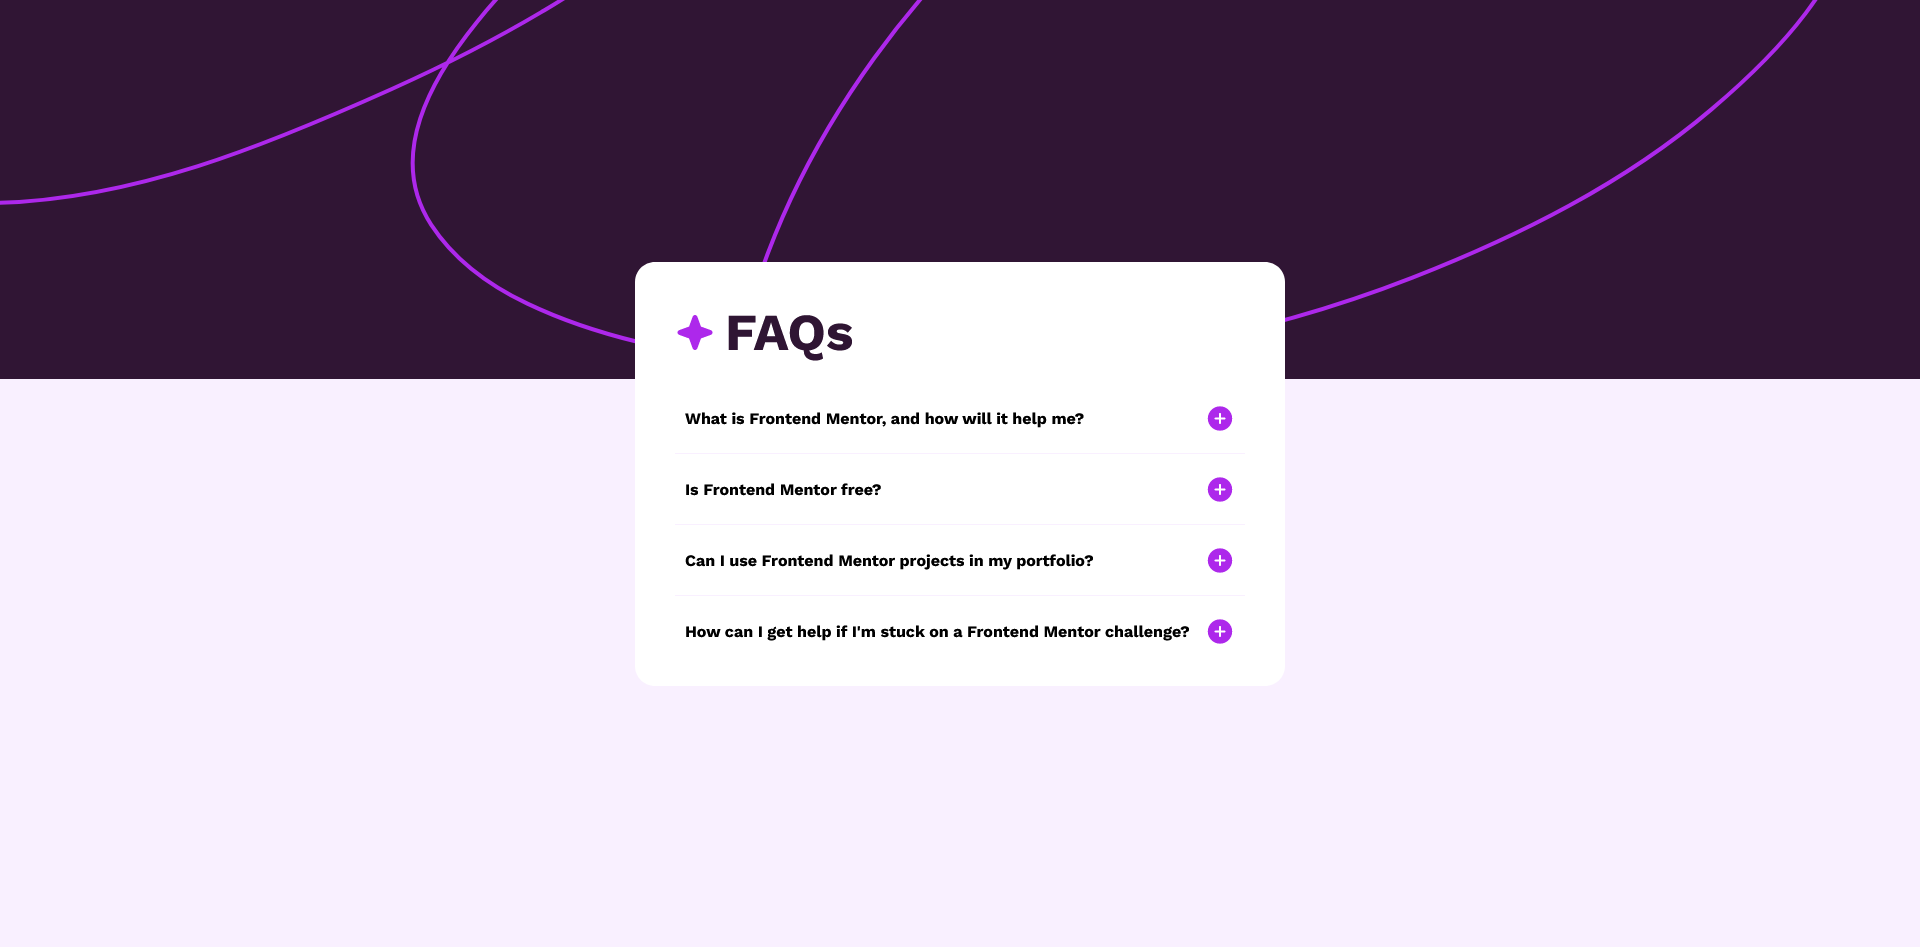 FAQs
What is Frontend Mentor, and how will it help me?
Is Frontend Mentor free?
Can I use Frontend Mentor projects in my portfolio?
How can I get help if I'm stuck on a Frontend Mentor challenge?